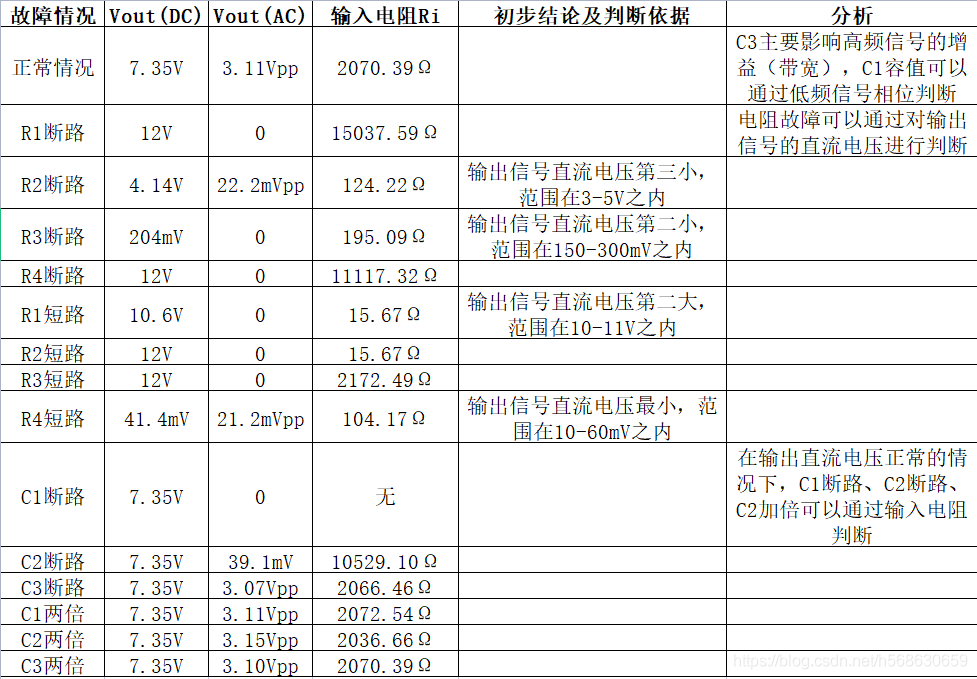 故障情况 Vout(DC) Vout(AC) 输入电阻Ri 初步结论及判断依据 分析
正常情况 7.35V 3.11Vpp 2070.39Ω C3主要影响高频信号的增
益（带宽），C1容值可以
通过低频信号相位判断
R1断路 12V 0 15037.59Ω 电阻故障可以通过对输出
信号的直流电压进行判断
R2断路 4.14V 22.2mVpp 124.22Ω 输出信号直流电压第三小，
范围在3-5V之内
R3断路 204mV 0 195.09Ω 输出信号直流电压第二小，
范围在150-300mV之内
R4断路 12V 0 11117.32Ω
R1短路 10.6V 0 15.67Ω 输出信号直流电压第二大，
范围在10-11V之内
R2短路 12V 0 15.67Ω
R3短路 12V 0 2172.49Ω
R4短路 41.4mV 21.2mVpp 104.17Ω 输出信号直流电压最小，范
围在10-60mV之内
C1断路 7.35V 0 无 在输出直流电压正常的情
况下，C1断路、C2断路、
C2加倍可以通过输入电阻
判断
C2断路 7.35V 39.1mV 10529.10Ω
C3断路 7.35V 3.07Vpp 2066.46Ω
C1两倍 7.35V 3.11Vpp 2072.54Ω
C2两倍 7.35V 3.15Vpp 2036.66Ω
C3两倍 7.35V 3.10Vpp 2070.39Ω
https://blog.csdn.net/h568630659